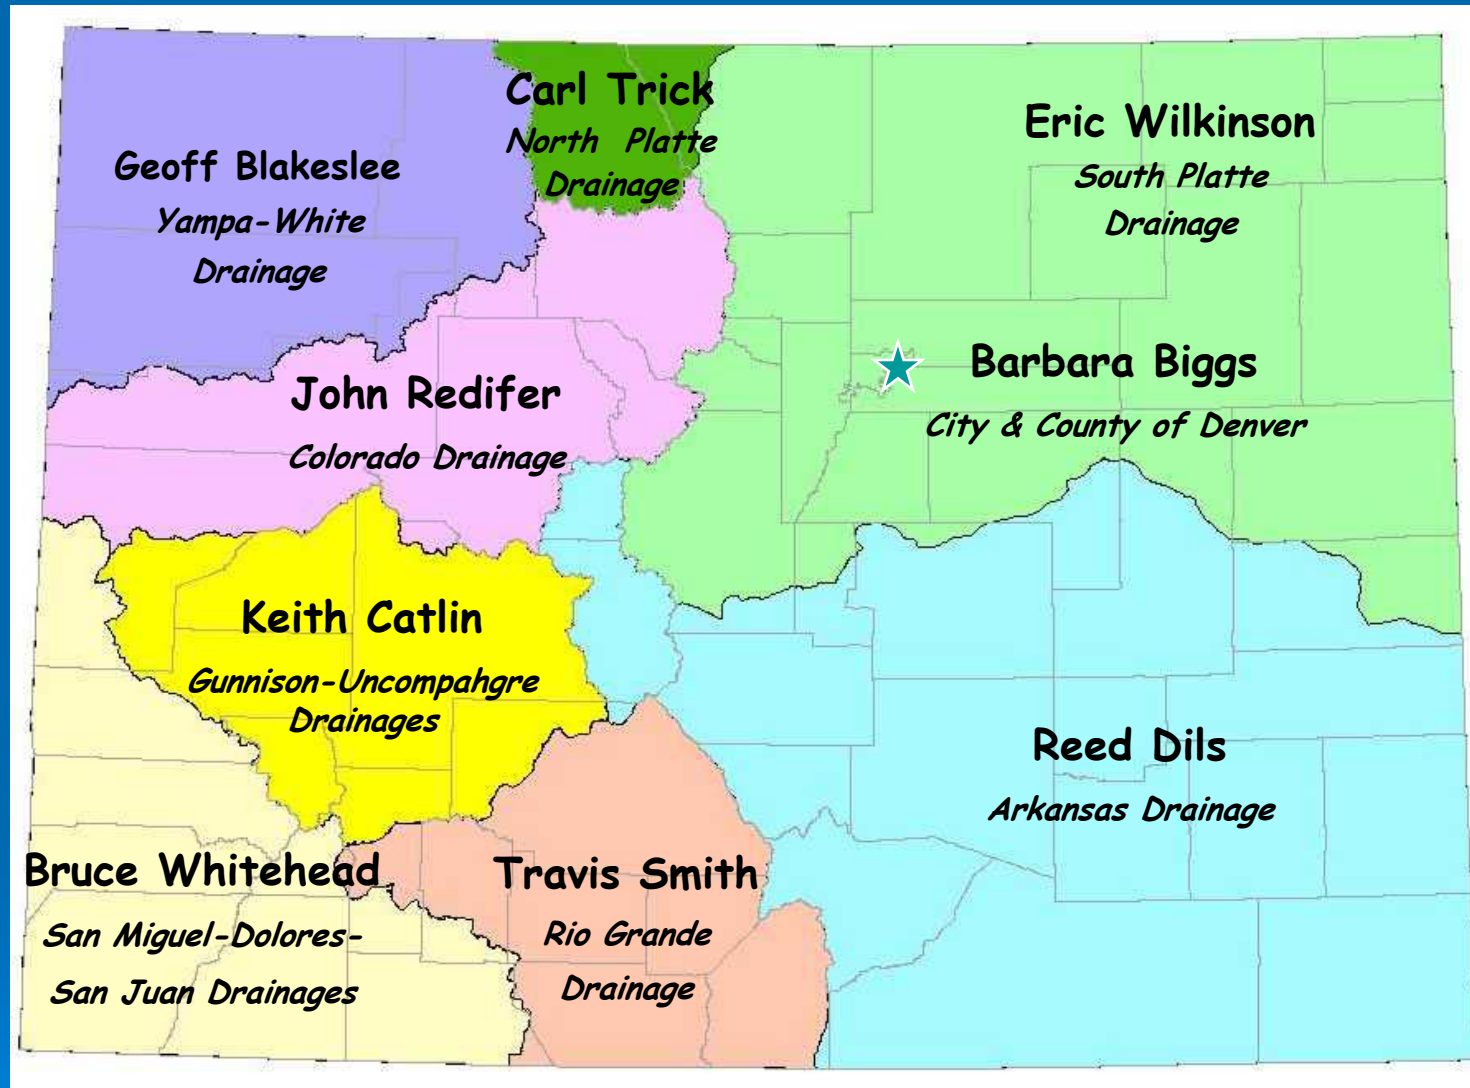 Carl Trick
North Platte
Drainage
Eric Wilkinson
South Platte
Drainage
Geoff Blakeslee
Yampa-White
Drainage
John Redifer
Colorado Drainage
Barbara Biggs
City & County of Denver
Keith Catlin
Gunnison-Uncompahgre
Drainages
Reed Dils
Arkansas Drainage
Bruce Whitehead
San Miguel-Dolores-
San Juan Drainages
Travis Smith
Rio Grande
Drainage